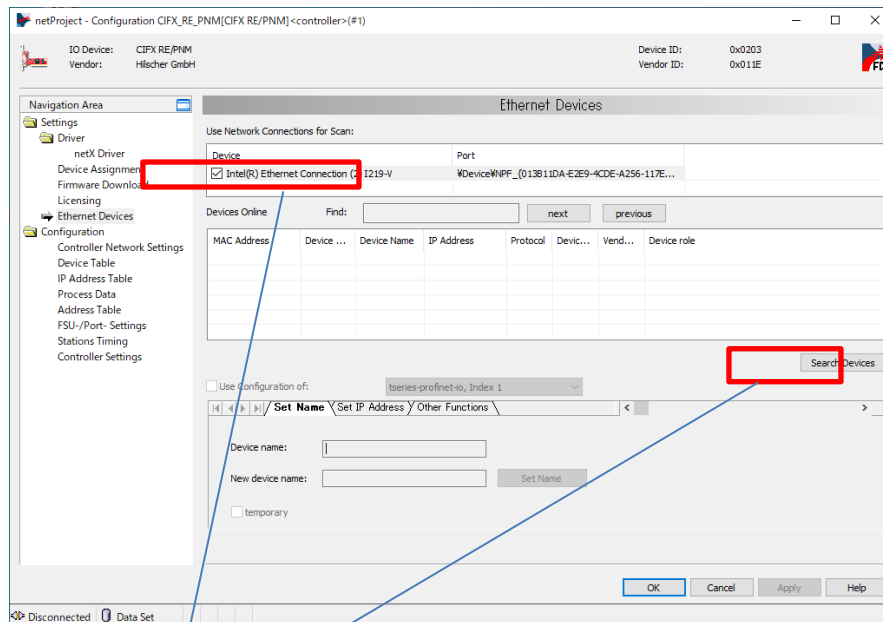 netProject - Configuration CIFX_RE_PNM[CIFX RE/PNM]<controller>(#1)
IO Device: CIFX RE/PNM Device ID: 0x0203
Vendor: Hilscher GmbH Vendor ID: 0x011E
FD
Navigation Area
Ethernet Devices
Settings
Driver
netX Driver
Device Assignment
Firmware Download
Licensing
Ethernet Devices
Configuration
Controller Network Settings
Device Table
IP Address Table
Process Data
Address Table
FSU-/Port- Settings
Stations Timing
Controller Settings
Use Network Connections for Scan:
Device Port
Intel(R) Ethernet Connection (2) I219-V ¥Device¥NPF_{013B11DA-E2E9-4CDE-A256-117E...
Devices Online Find: next previous
MAC Address Device ... Device Name IP Address Protocol Devic... Vend... Device role
Search Devices
Use Configuration of: tseries-profinet-io, Index 1
Set Name Set IP Address Other Functions
Device name:
New device name: Set Name
temporary
OK Cancel Apply Help
Disconnected Data Set